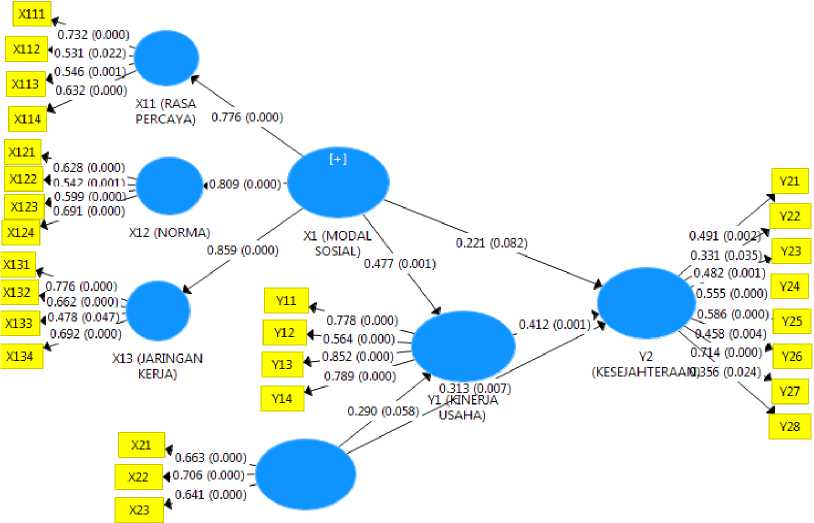 X111
0.732 (0.000)
X112
0.531 (0.022)
X113
0.546 (0.001)
X114
0.632 (0.000)
X11 (RASA
PERCAYA)
0.776 (0.000)
X121
0.628 (0.000)
X122
0.542 (0.001)
X123
0.599 (0.000)
X124
0.691 (0.000)
X12 (NORMA)
0.809 (0.000)
[+]
X1 (MODAL
SOSIAL)
0.859 (0.000)
X131
0.776 (0.000)
X132
0.662 (0.000)
X133
0.478 (0.047)
X134
0.692 (0.000)
X13 (JARINGAN
KERJA)
0.477 (0.001)
0.221 (0.082)
Y11
0.778 (0.000)
Y12
0.564 (0.000)
Y13
0.852 (0.000)
Y14
0.789 (0.000)
Y1 (KINERJA
USAHA)
0.412 (0.001)
0.313 (0.007)
0.290 (0.058)
X21
0.663 (0.000)
X22
0.706 (0.000)
X23
0.641 (0.000)
Y2
(KESEJAHTERAAN)
Y21
0.491 (0.002)
Y22
0.331 (0.035)
Y23
0.482 (0.001)
Y24
0.555 (0.000)
Y25
0.586 (0.000)
Y26
0.458 (0.004)
Y27
0.714 (0.000)
Y28
0.356 (0.024)